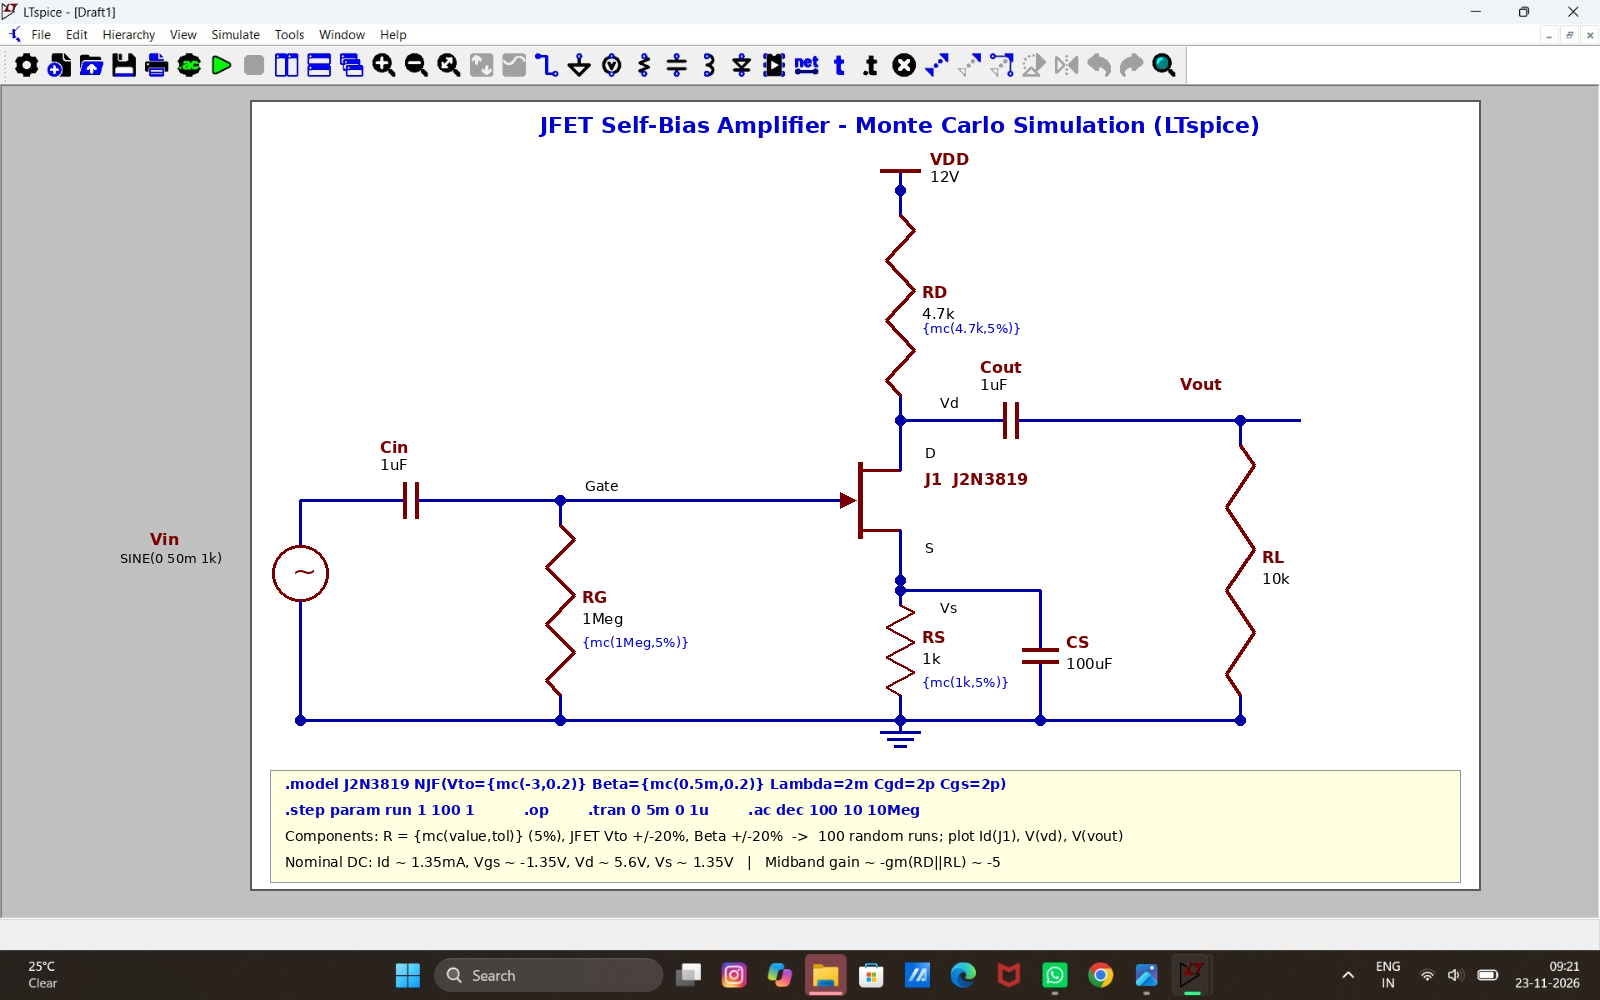 LTspice - [Draft1]
File Edit Hierarchy View Simulate Tools Window Help
.ac net t .t
JFET Self-Bias Amplifier - Monte Carlo Simulation (LTspice)
VDD
12V
RD
4.7k
{mc(4.7k,5%)}
Cout
1uF
Vout
Vd
Cin
1uF
D
J1 J2N3819
Gate
Vin
SINE(0 50m 1k)
~
S
RL
10k
RG
1Meg
{mc(1Meg,5%)}
Vs
RS
1k
{mc(1k,5%)}
CS
100uF
.model J2N3819 NJF(Vto={mc(-3,0.2)} Beta={mc(0.5m,0.2)} Lambda=2m Cgd=2p Cgs=2p)
.step param run 1 100 1 .op .tran 0 5m 0 1u .ac dec 100 10 10Meg
Components: R = {mc(value,tol)} (5%), JFET Vto +/-20%, Beta +/-20% -> 100 random runs; plot Id(J1), V(vd), V(vout)
Nominal DC: Id ~ 1.35mA, Vgs ~ -1.35V, Vd ~ 5.6V, Vs ~ 1.35V | Midband gain ~ -gm(RD||RL) ~ -5
25°C
Clear
Search
ENG
IN
09:21
23-11-2026